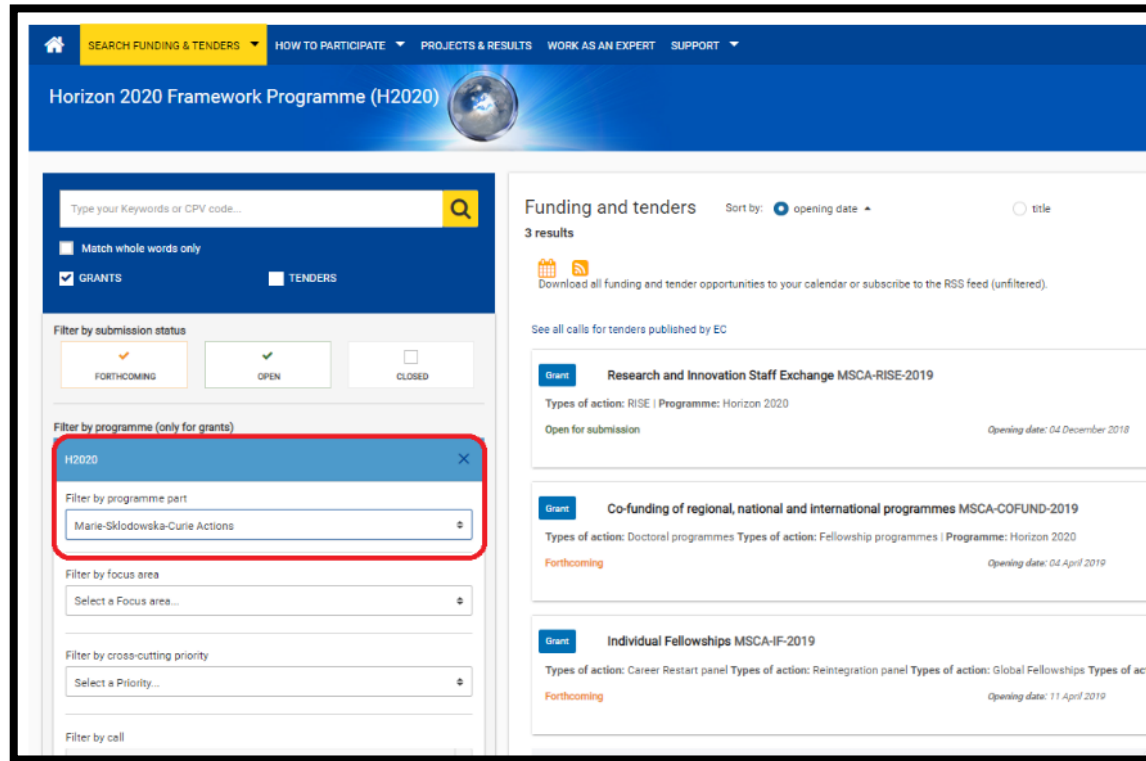 SEARCH FUNDING & TENDERS HOW TO PARTICIPATE PROJECTS & RESULTS WORK AS AN EXPERT SUPPORT
Horizon 2020 Framework Programme (H2020)
Type your Keywords or CPV code...
Match whole words only
GRANTS TENDERS
Filter by submission status
FORTHCOMING OPEN CLOSED
Filter by programme (only for grants)
H2020
Filter by programme part
Marie-Sklodowska-Curie Actions
Filter by focus area
Select a Focus area...
Filter by cross-cutting priority
Select a Priority...
Filter by call
Funding and tenders Sort by: opening date title
3 results
Download all funding and tender opportunities to your calendar or subscribe to the RSS feed (unfiltered).
See all calls for tenders published by EC
Grant Research and Innovation Staff Exchange MSCA-RISE-2019
Types of action: RISE | Programme: Horizon 2020
Open for submission Opening date: 04 December 2018
Grant Co-funding of regional, national and international programmes MSCA-COFUND-2019
Types of action: Doctoral programmes Types of action: Fellowship programmes | Programme: Horizon 2020
Forthcoming Opening date: 04 April 2019
Grant Individual Fellowships MSCA-IF-2019
Types of action: Career Restart panel Types of action: Reintegration panel Types of action: Global Fellowships Types of ac
Forthcoming Opening date: 11 April 2019